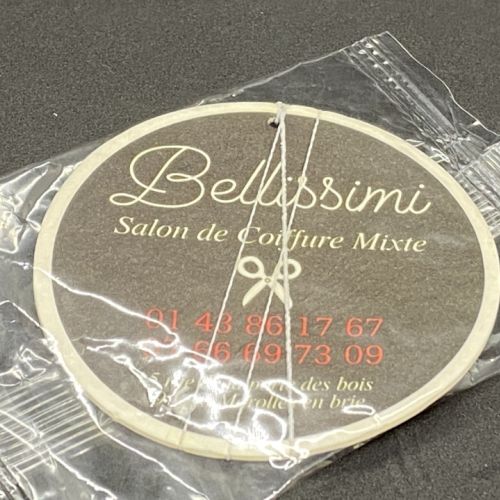 Bellissimi
Salon de Coiffure Mixte
01 43 86 17 67
66 69 73 09
des bois
en brie